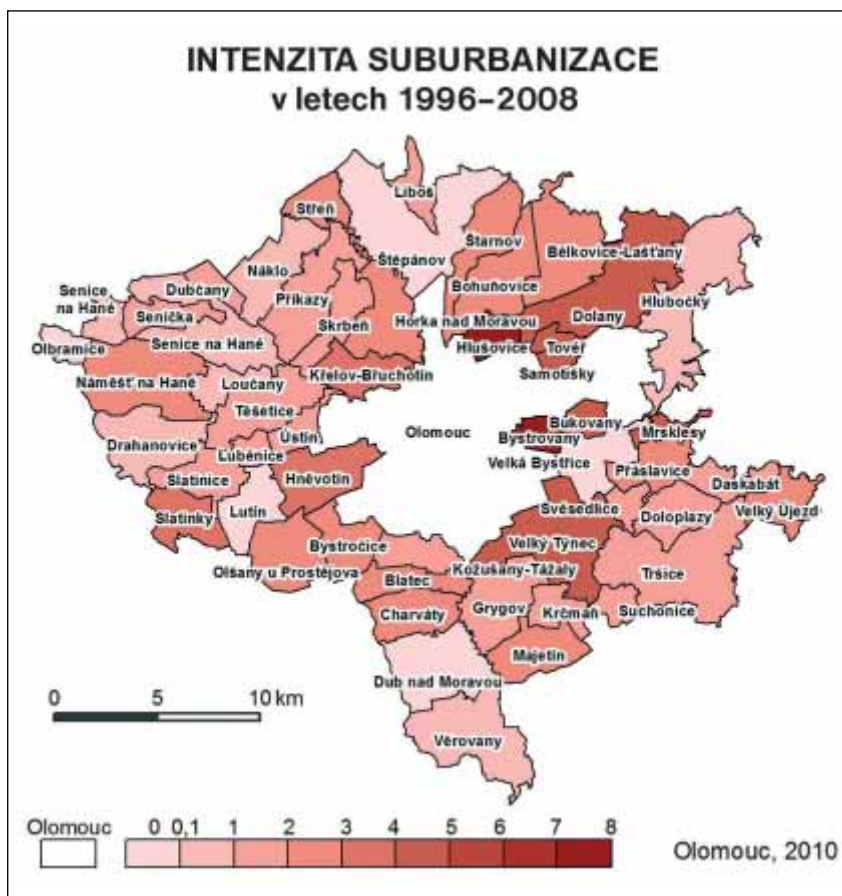 INTENZITA SUBURBANIZACE
v letech 1996–2008
Liboš
Střeň
Štarnov
Štěpánov
Bělkovice-Lašťany
Náklo
Senice
na Hané
Dubčany
Příkazy
Bohuňovice
Hlubočky
Senička
Skrbeň
Horka nad Moravou
Dolany
Olbramice
Senice na Hané
Hlušovice
Tovéř
Samotišky
Náměšť na Hané
Loučany
Křelov-Břuchotín
Těšetice
Bukovany
Olomouc
Mrsklesy
Drahanovice
Ústín
Bystrovany
Luběnice
Velká Bystřice
Přáslavice
Slatinice
Hněvotín
Daskabát
Slatinky
Lutín
Svésedlice
Doloplazy
Velký Újezd
Bystročice
Velký Týnec
Olšany u Prostějova
Blatec
Kožušany-Tážaly
Tršice
Charváty
Grygov
Krčmaň
Suchonice
Majetín
Dub nad Moravou
0 5 10 km
Věrovany
Olomouc 0 0,1 1 2 3 4 5 6 7 8
Olomouc, 2010